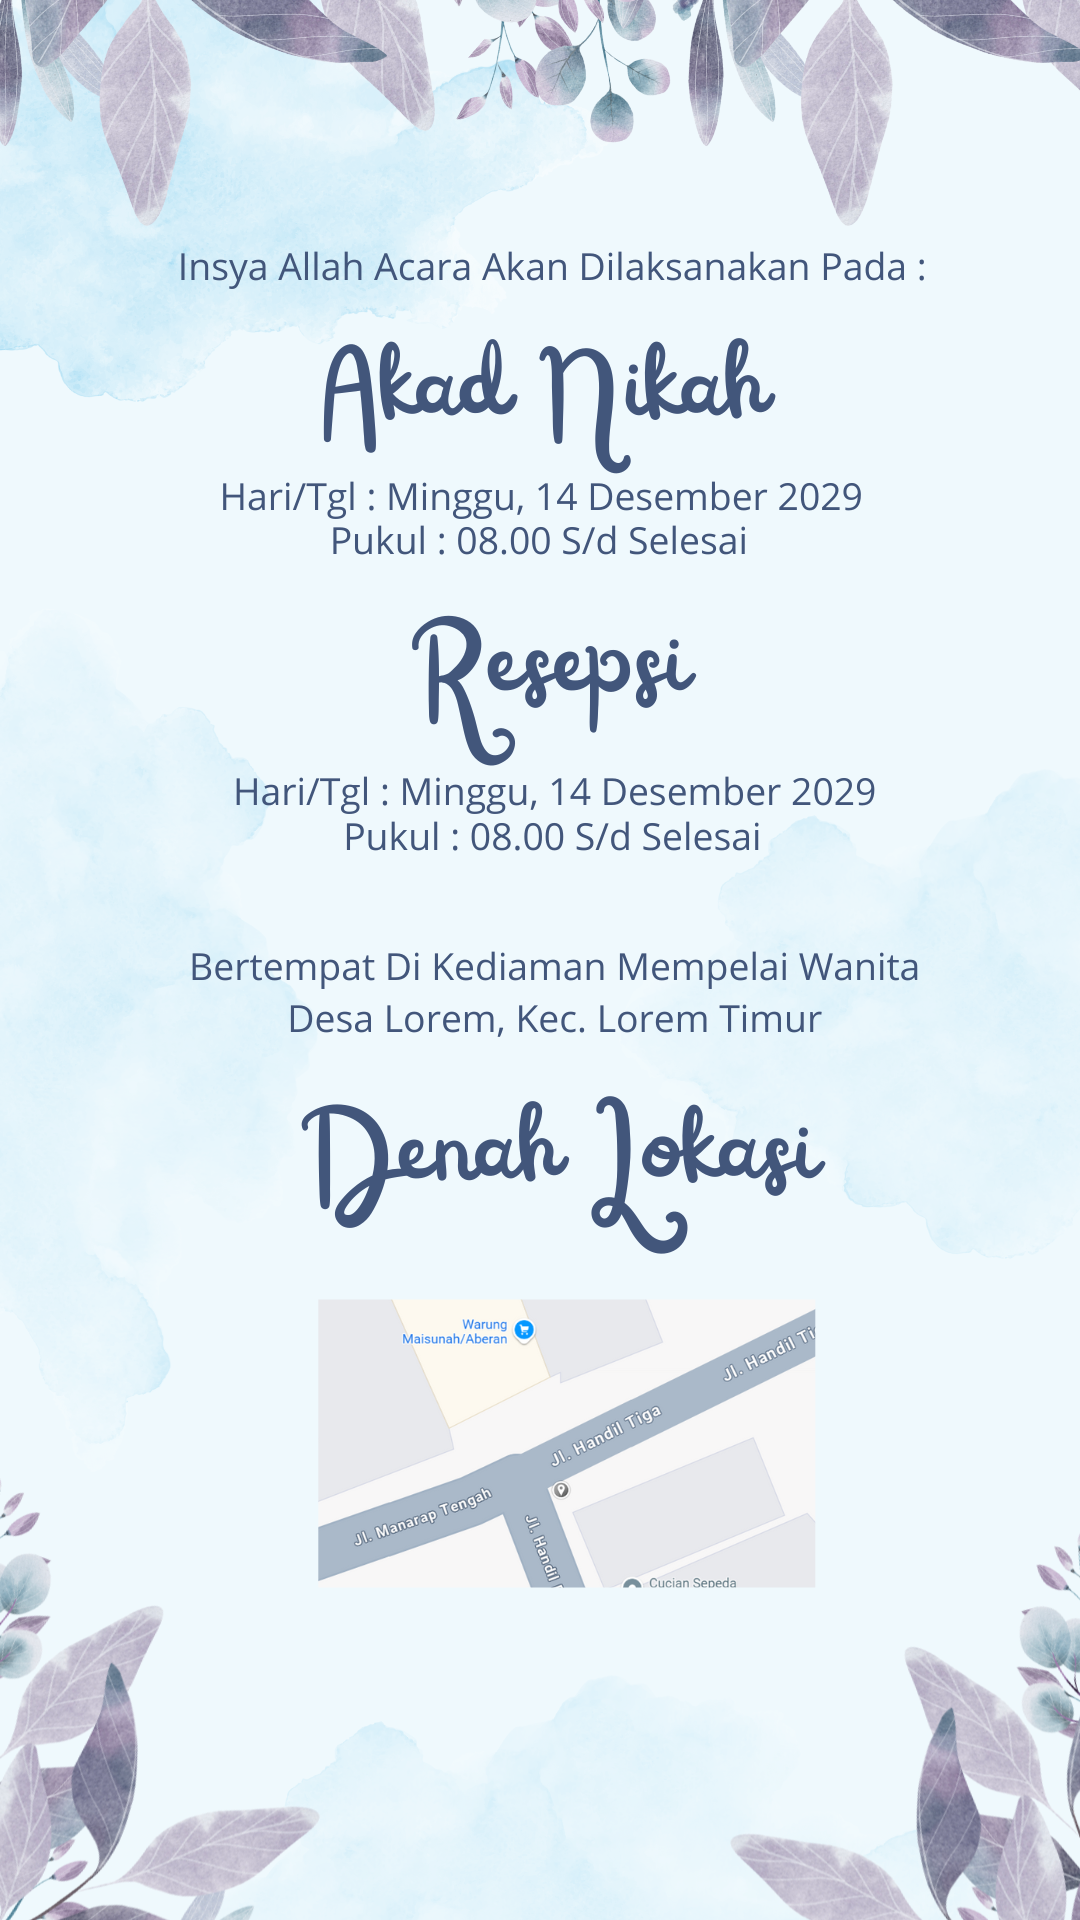 Insya Allah Acara Akan Dilaksanakan Pada :
Akad Nikah
Hari/Tgl : Minggu, 14 Desember 2029
Pukul : 08.00 S/d Selesai
Resepsi
Hari/Tgl : Minggu, 14 Desember 2029
Pukul : 08.00 S/d Selesai
Bertempat Di Kediaman Mempelai Wanita
Desa Lorem, Kec. Lorem Timur
Denah Lokasi
Warung
Maisunah/Aberan
Jl. Handil
Jl. Handil Tiga
Jl. Manarap Tengah
Jl. Handil
Cucian Sepeda